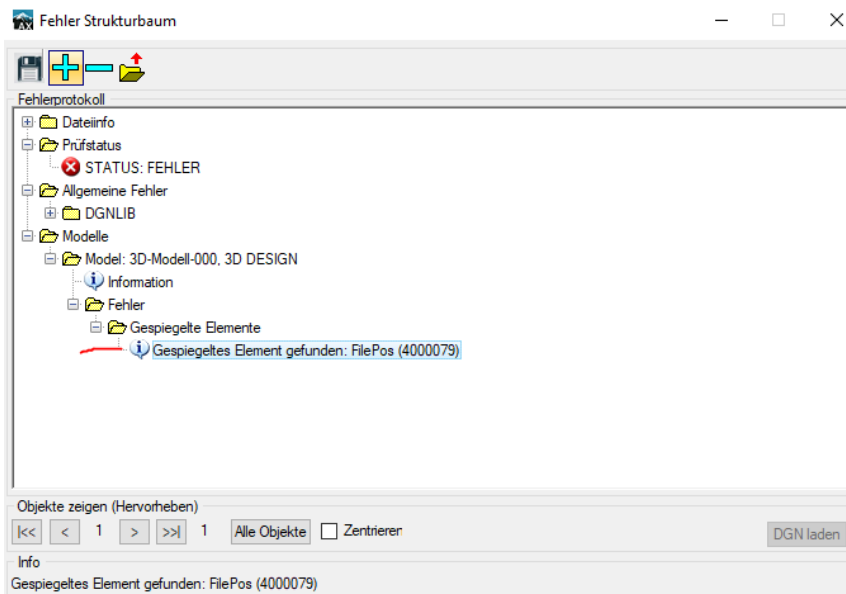 Fehler Strukturbaum
Fehlerprotokoll
Dateiinfo
Prüfstatus
STATUS: FEHLER
Allgemeine Fehler
DGNLIB
Modelle
Model: 3D-Modell-000, 3D DESIGN
Information
Fehler
Gespiegelte Elemente
Gespiegeltes Element gefunden: FilePos (4000079)
Objekte zeigen (Hervorheben)
|<< < 1 > >>| 1 Alle Objekte Zentrieren DGN laden
Info
Gespiegeltes Element gefunden: FilePos (4000079)